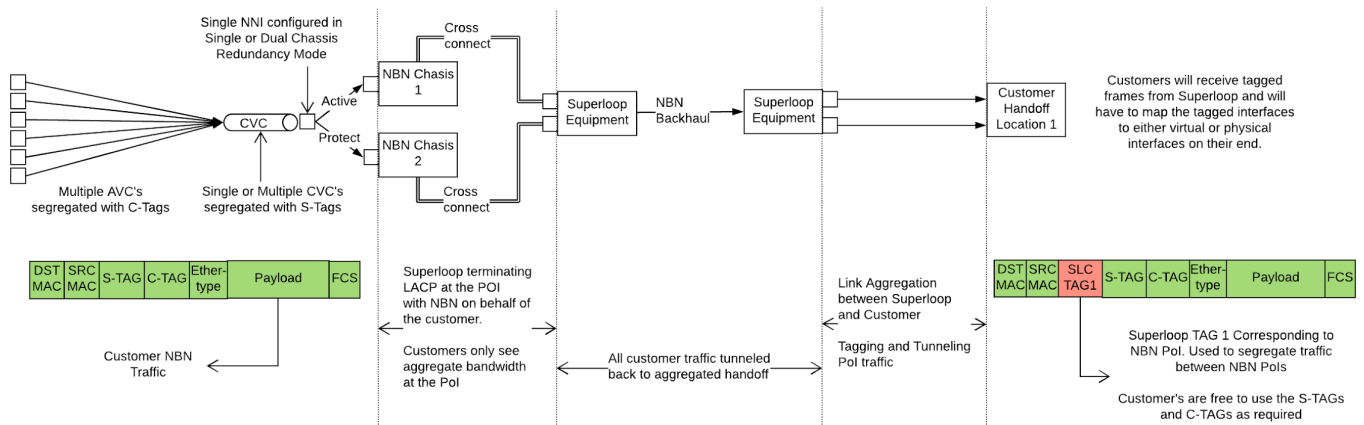 Single NNI configured in
Single or Dual Chassis
Redundancy Mode
Cross
connect
NBN Chasis
1
Active
CVC
Protect
NBN Chasis
2
Cross
connect
Superloop
Equipment
NBN
Backhaul
Superloop
Equipment
Customer
Handoff
Location 1
Customers will receive tagged
frames from Superloop and will
have to map the tagged interfaces
to either virtual or physical
interfaces on their end.
Multiple AVC's
segregated with C-Tags
Single or Multiple CVC's
segregated with S-Tags
DST
MAC
SRC
MAC
S-TAG
C-TAG
Ether-
type
Payload
FCS
Customer NBN
Traffic
Superloop terminating
LACP at the POI
with NBN on behalf of
the customer.
Customers only see
aggregate bandwidth
at the PoI
All customer traffic tunneled
back to aggregated handoff
Link Aggregation
between Superloop
and Customer
Tagging and Tunneling
PoI traffic
DST
MAC
SRC
MAC
SLC
TAG1
S-TAG
C-TAG
Ether-
type
Payload
FCS
Superloop TAG 1 Corresponding to
NBN PoI. Used to segregate traffic
between NBN PoIs
Customer's are free to use the S-TAGs
and C-TAGs as required